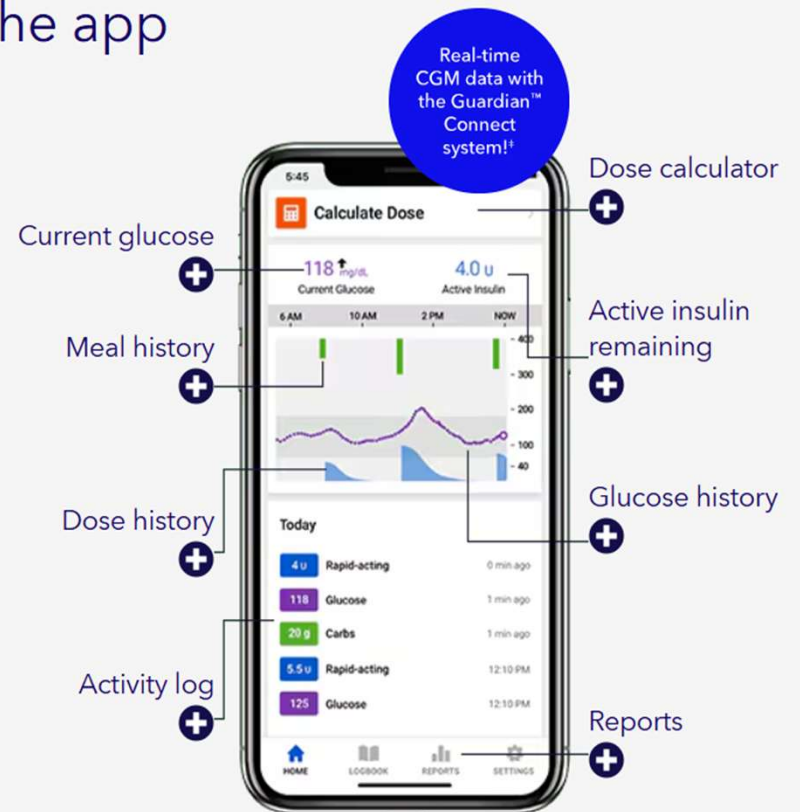 he app
Real-time
CGM data with
the Guardian™
Connect
system!‡
5:45
Calculate Dose
Dose calculator
Current glucose
118 mg/dL
Current Glucose
4.0 U
Active Insulin
Active insulin
remaining
6 AM 10 AM 2 PM NOW
Meal history
400
300
200
100
40
Glucose history
Dose history
Today
4 U Rapid-acting 0 min ago
118 Glucose 1 min ago
20 g Carbs 1 min ago
5.5 U Rapid-acting 12:10 PM
125 Glucose 12:10 PM
Activity log
Reports
HOME LOGBOOK REPORTS SETTINGS